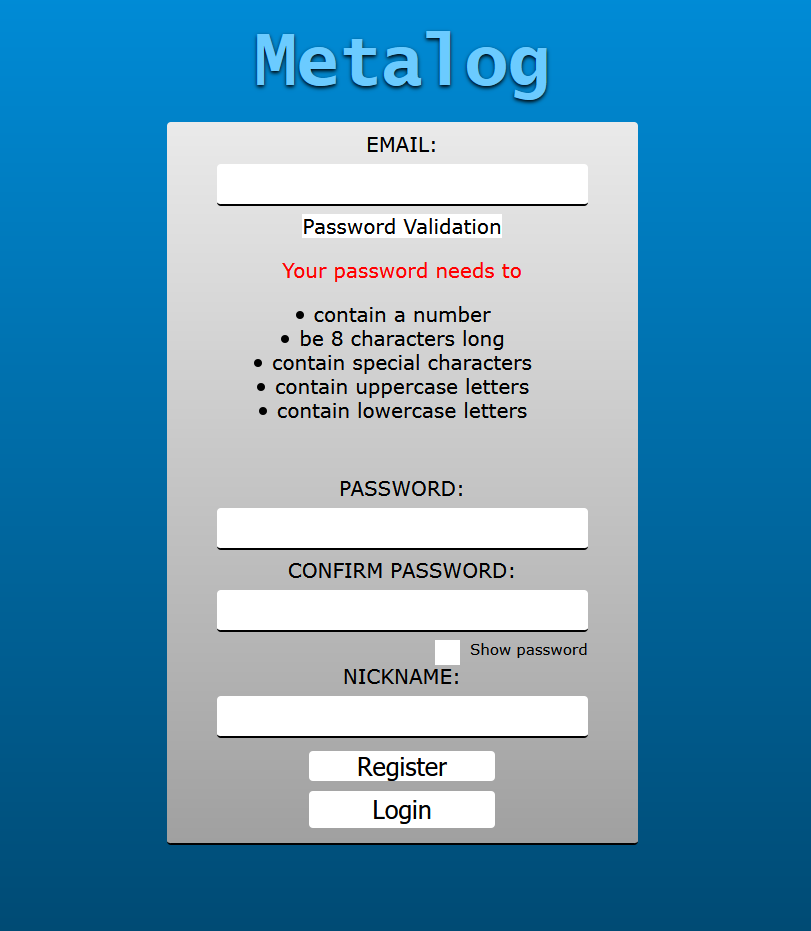 Metalog
EMAIL:
Password Validation
Your password needs to
• contain a number
• be 8 characters long
• contain special characters
• contain uppercase letters
• contain lowercase letters
PASSWORD:
CONFIRM PASSWORD:
Show password
NICKNAME:
Register
Login